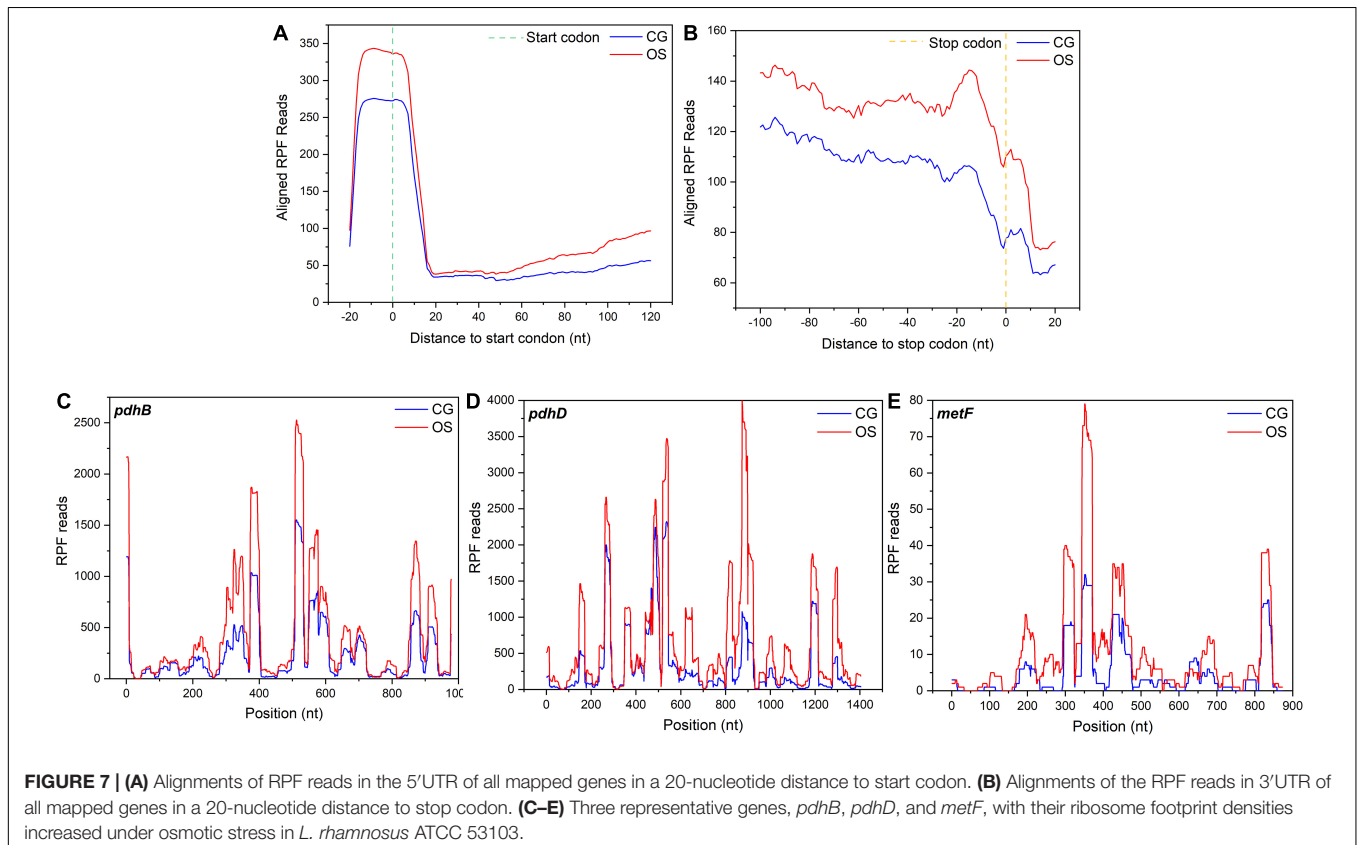 A
Start codon
CG
OS
350
325
300
275
250
225
200
175
150
125
100
75
50
25
0
Aligned RPF Reads
-20 0 20 40 60 80 100 120
Distance to start condon (nt)
B
Stop codon
CG
OS
160
140
120
100
80
60
Aligned RPF Reads
-100 -80 -60 -40 -20 0 20
Distance to stop codon (nt)
C
pdhB
CG
OS
2500
2000
1500
1000
500
0
RPF reads
0 200 400 600 800
Position (nt)
D
pdhD
CG
OS
4000
3500
3000
2500
2000
1500
1000
500
0
RPF reads
0 200 400 600 800 1000 1200 1400
Position (nt)
E
metF
CG
OS
80
70
60
50
40
30
20
10
0
RPF reads
0 100 200 300 400 500 600 700 800 900
Position (nt)
FIGURE 7 | (A) Alignments of RPF reads in the 5′UTR of all mapped genes in a 20-nucleotide distance to start codon. (B) Alignments of the RPF reads in 3′UTR of
all mapped genes in a 20-nucleotide distance to stop codon. (C–E) Three representative genes, pdhB, pdhD, and metF, with their ribosome footprint densities
increased under osmotic stress in L. rhamnosus ATCC 53103.